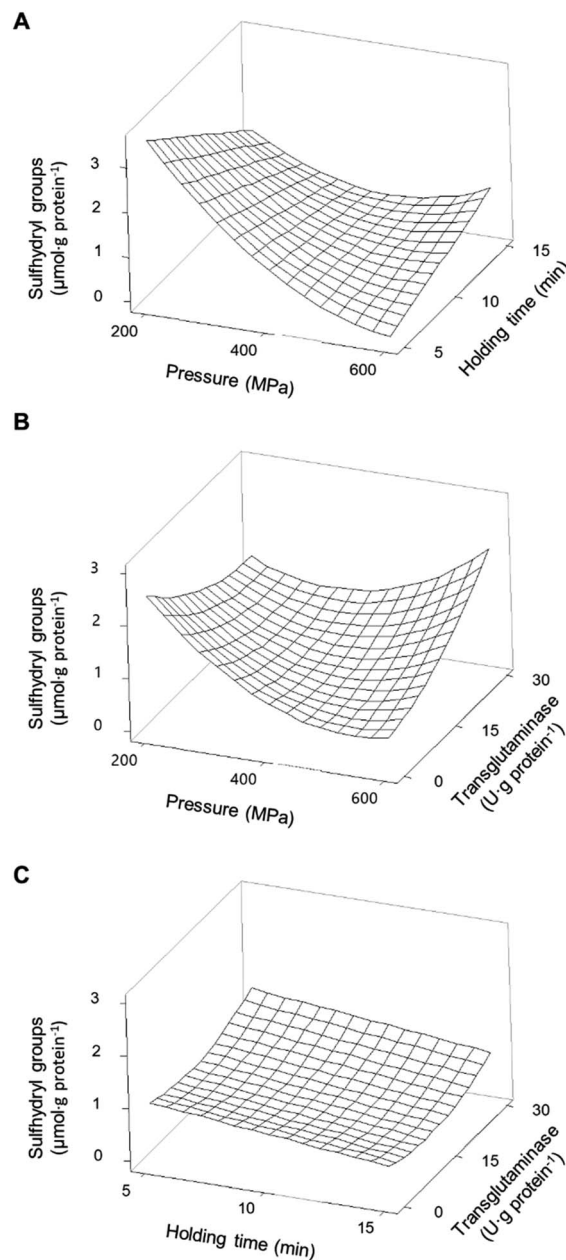 A
Sulfhydryl groups
(µmol·g protein⁻¹)
3
2
1
0
200
400
600
Pressure (MPa)
5
10
15
Holding time (min)
B
Sulfhydryl groups
(µmol·g protein⁻¹)
3
2
1
0
200
400
600
Pressure (MPa)
0
15
30
Transglutaminase
(U·g protein⁻¹)
C
Sulfhydryl groups
(µmol·g protein⁻¹)
3
2
1
0
5
10
15
Holding time (min)
0
15
30
Transglutaminase
(U·g protein⁻¹)